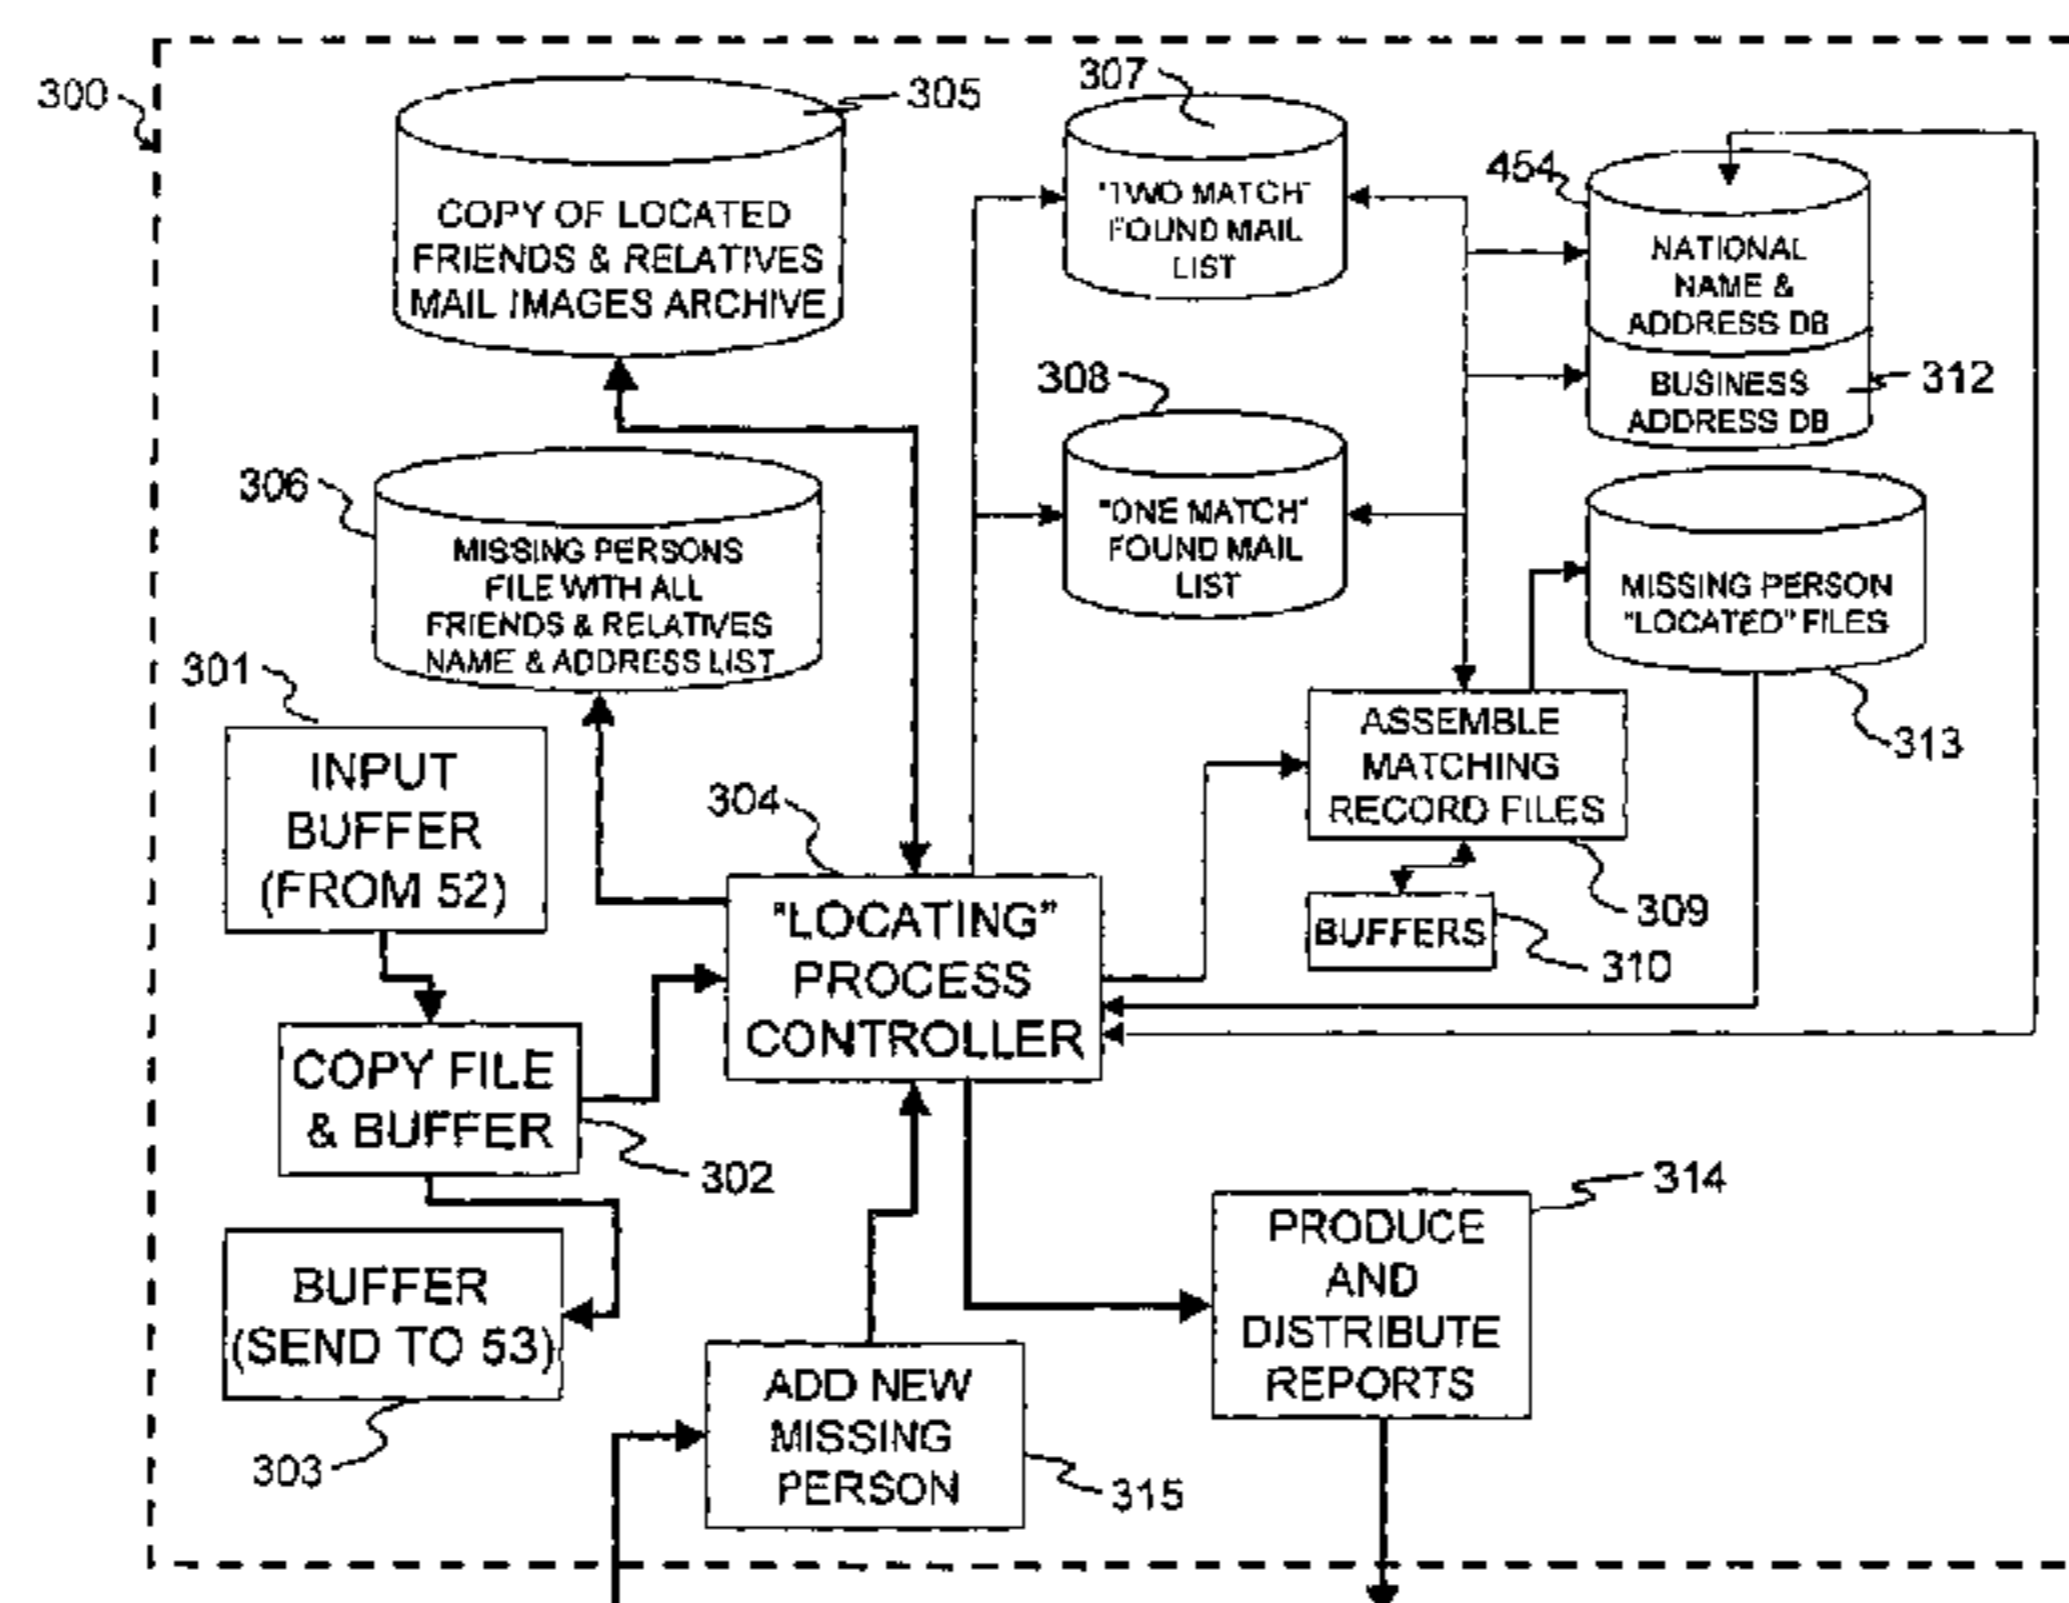 300
305
COPY OF LOCATED
FRIENDS & RELATIVES
MAIL IMAGES ARCHIVE
307
"TWO MATCH"
FOUND MAIL
LIST
454
NATIONAL
NAME &
ADDRESS DB
BUSINESS
ADDRESS DB
312
308
"ONE MATCH"
FOUND MAIL
LIST
306
MISSING PERSONS
FILE WITH ALL
FRIENDS & RELATIVES
NAME & ADDRESS LIST
MISSING PERSON
"LOCATED" FILES
313
301
INPUT
BUFFER
(FROM 52)
304
"LOCATING"
PROCESS
CONTROLLER
ASSEMBLE
MATCHING
RECORD FILES
309
BUFFERS
310
COPY FILE
& BUFFER
302
BUFFER
(SEND TO 53)
303
ADD NEW
MISSING
PERSON
315
314
PRODUCE
AND
DISTRIBUTE
REPORTS